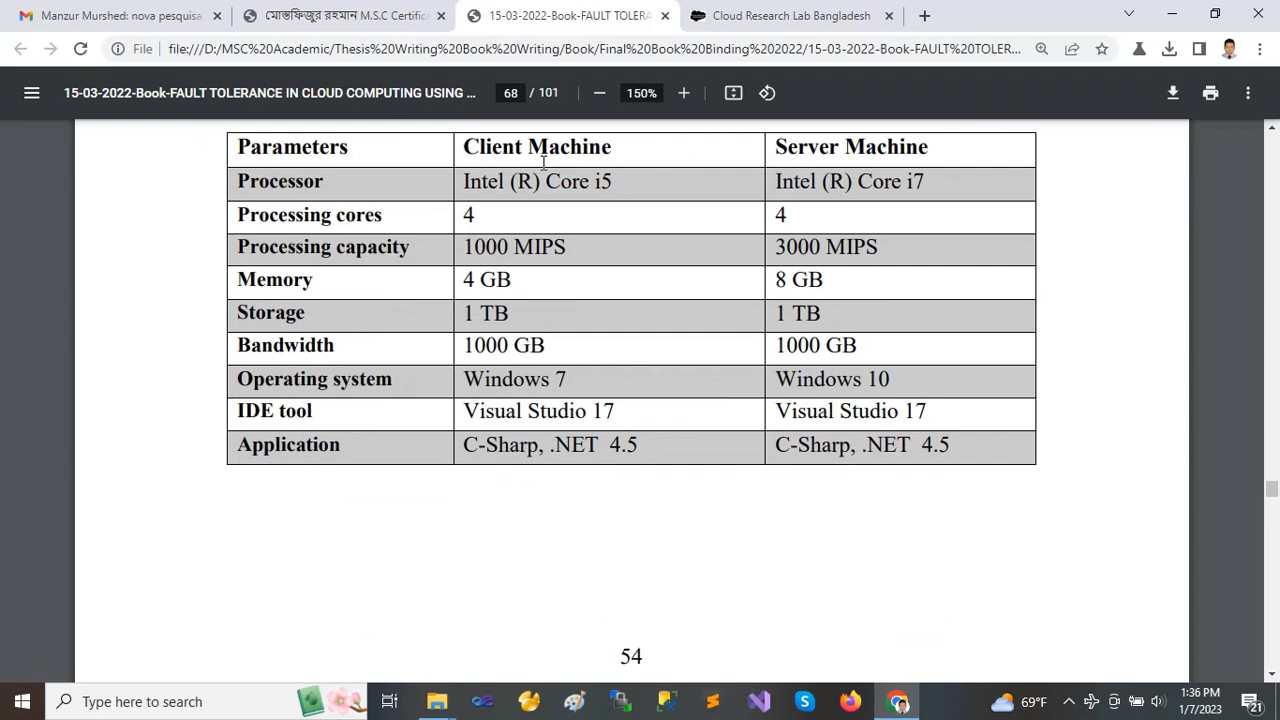 Manzur Murshed: nova pesquisa
মোস্তফিজুর রহমান M.S.C Certific
15-03-2022-Book-FAULT TOLERA
Cloud Research Lab Bangladesh
File
file:///D:/MSC%20Academic/Thesis%20Writing%20Book%20Writing/Book/Final%20Book%20Binding%202022/15-03-2022-Book-FAULT%20TOLER...
15-03-2022-Book-FAULT TOLERANCE IN CLOUD COMPUTING USING ...
68 / 101
150%
Parameters Client Machine Server Machine
Processor Intel (R) Core i5 Intel (R) Core i7
Processing cores 4 4
Processing capacity 1000 MIPS 3000 MIPS
Memory 4 GB 8 GB
Storage 1 TB 1 TB
Bandwidth 1000 GB 1000 GB
Operating system Windows 7 Windows 10
IDE tool Visual Studio 17 Visual Studio 17
Application C-Sharp, .NET 4.5 C-Sharp, .NET 4.5
54
Type here to search
69°F
1:36 PM
1/7/2023
21